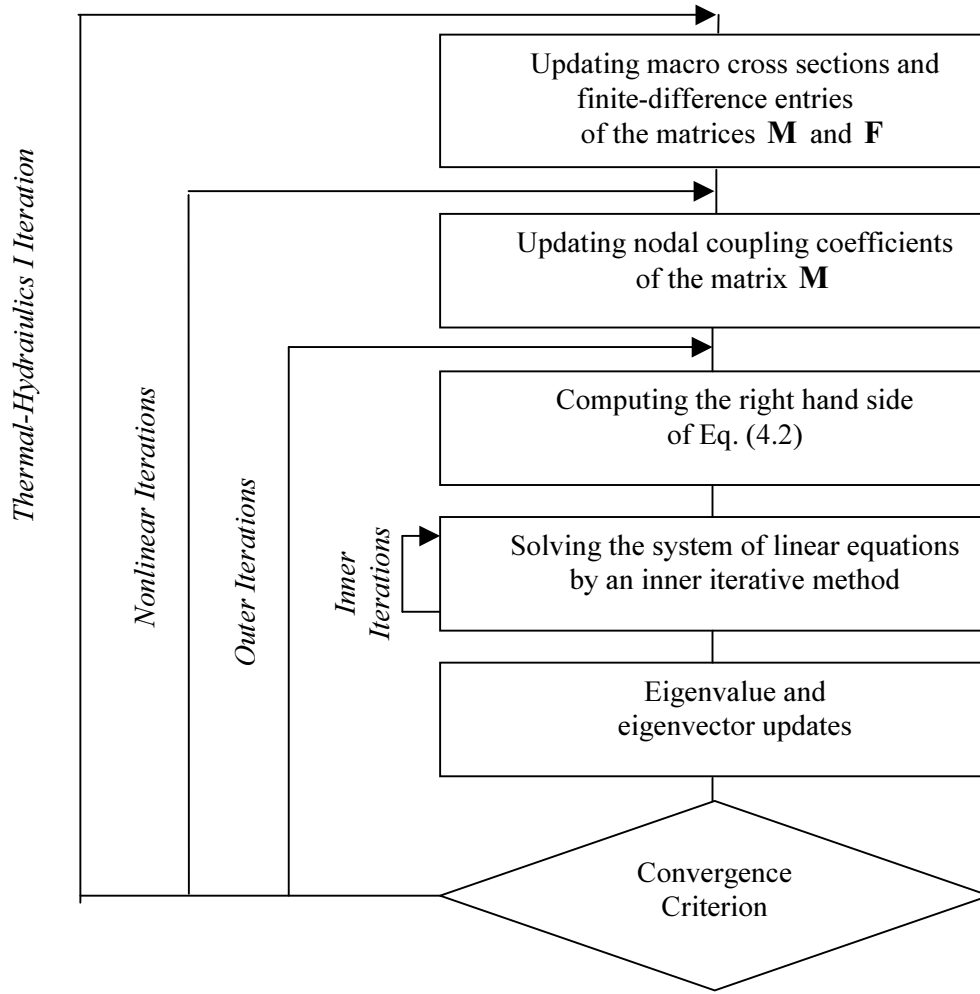 Updating macro cross sections and
finite-difference entries
of the matrices M and F
Updating nodal coupling coefficients
of the matrix M
Computing the right hand side
of Eq. (4.2)
Solving the system of linear equations
by an inner iterative method
Eigenvalue and
eigenvector updates
Convergence
Criterion
Thermal-Hydraiulics I Iteration
Nonlinear Iterations
Outer Iterations
Inner
Iterations